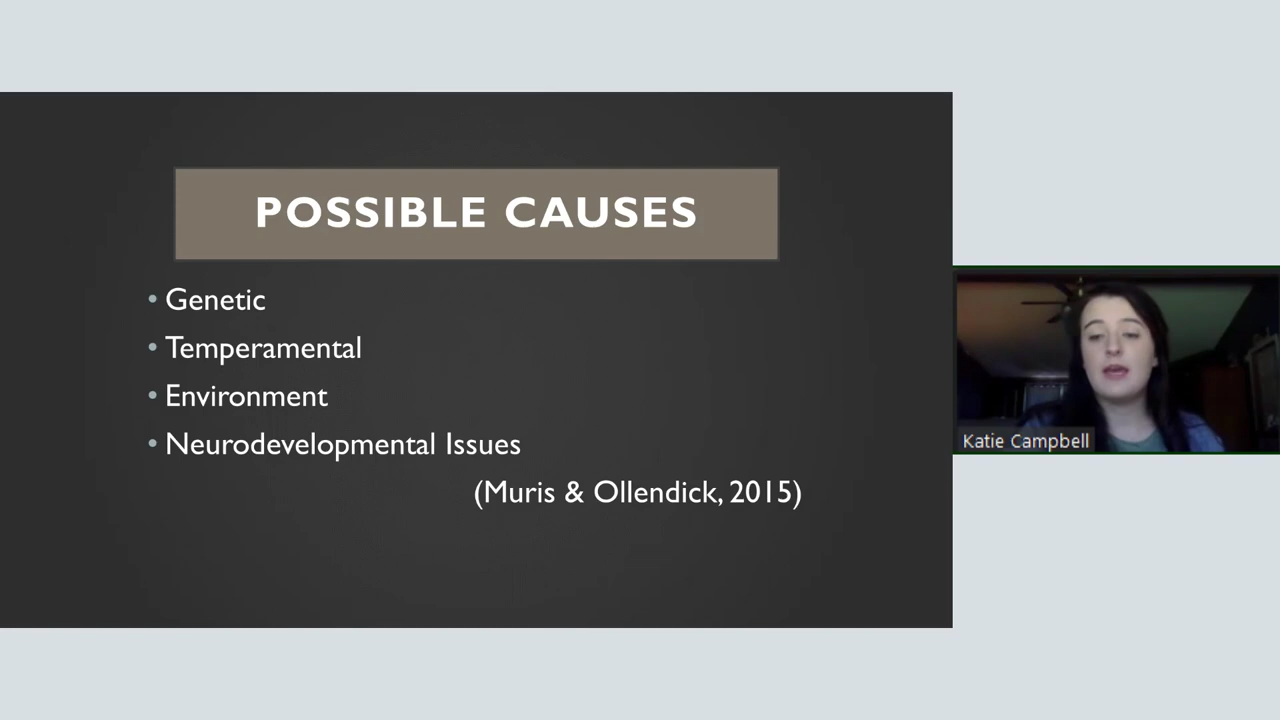 POSSIBLE CAUSES
• Genetic
• Temperamental
• Environment
• Neurodevelopmental Issues
(Muris & Ollendick, 2015)
Katie Campbell